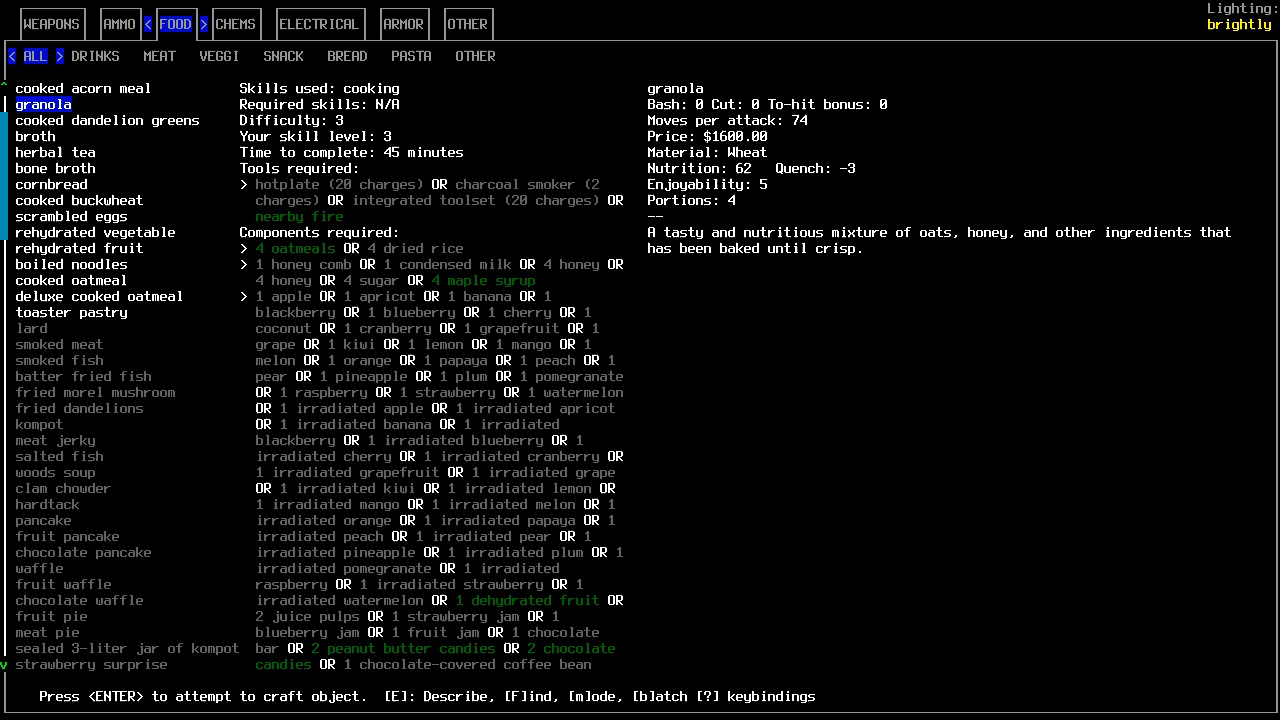 Lighting:
WEAPONS AMMO < FOOD > CHEMS ELECTRICAL ARMOR OTHER
brightly
< ALL > DRINKS MEAT VEGGI SNACK BREAD PASTA OTHER
^ cooked acorn meal Skills used: cooking granola
granola Required skills: N/A Bash: 0 Cut: 0 To-hit bonus: 0
cooked dandelion greens Difficulty: 3 Moves per attack: 74
broth Your skill level: 3 Price: $1600.00
herbal tea Time to complete: 45 minutes Material: Wheat
bone broth Tools required: Nutrition: 62 Quench: -3
cornbread > hotplate (20 charges) OR charcoal smoker (2 Enjoyability: 5
cooked buckwheat charges) OR integrated toolset (20 charges) OR Portions: 4
scrambled eggs nearby fire --
rehydrated vegetable Components required: A tasty and nutritious mixture of oats, honey, and other ingredients that
rehydrated fruit > 4 oatmeals OR 4 dried rice has been baked until crisp.
boiled noodles > 1 honey comb OR 1 condensed milk OR 4 honey OR
cooked oatmeal 4 honey OR 4 sugar OR 4 maple syrup
deluxe cooked oatmeal > 1 apple OR 1 apricot OR 1 banana OR 1
toaster pastry blackberry OR 1 blueberry OR 1 cherry OR 1
lard coconut OR 1 cranberry OR 1 grapefruit OR 1
smoked meat grape OR 1 kiwi OR 1 lemon OR 1 mango OR 1
smoked fish melon OR 1 orange OR 1 papaya OR 1 peach OR 1
batter fried fish pear OR 1 pineapple OR 1 plum OR 1 pomegranate
fried morel mushroom OR 1 raspberry OR 1 strawberry OR 1 watermelon
fried dandelions OR 1 irradiated apple OR 1 irradiated apricot
kompot OR 1 irradiated banana OR 1 irradiated
meat jerky blackberry OR 1 irradiated blueberry OR 1
salted fish irradiated cherry OR 1 irradiated cranberry OR
woods soup 1 irradiated grapefruit OR 1 irradiated grape
clam chowder OR 1 irradiated kiwi OR 1 irradiated lemon OR
hardtack 1 irradiated mango OR 1 irradiated melon OR 1
pancake irradiated orange OR 1 irradiated papaya OR 1
fruit pancake irradiated peach OR 1 irradiated pear OR 1
chocolate pancake irradiated pineapple OR 1 irradiated plum OR 1
waffle irradiated pomegranate OR 1 irradiated
fruit waffle raspberry OR 1 irradiated strawberry OR 1
chocolate waffle irradiated watermelon OR 1 dehydrated fruit OR
fruit pie 2 juice pulps OR 1 strawberry jam OR 1
meat pie blueberry jam OR 1 fruit jam OR 1 chocolate
sealed 3-liter jar of kompot bar OR 2 peanut butter candies OR 2 chocolate
v strawberry surprise candies OR 1 chocolate-covered coffee bean
Press <ENTER> to attempt to craft object. [E]: Describe, [F]ind, [m]ode, [b]atch [?] keybindings